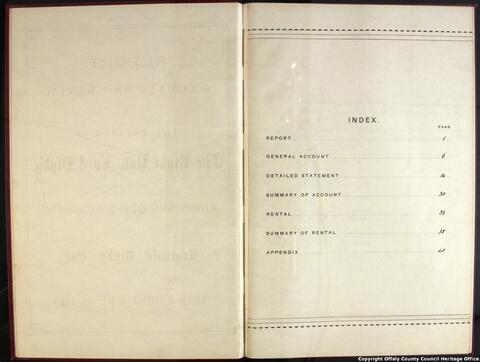 INDEX.
PAGE
REPORT 1
GENERAL ACCOUNT 6
DETAILED STATEMENT 14
SUMMARY OF ACCOUNT 30
RENTAL 33
SUMMARY OF RENTAL 38
APPENDIX 40
Copyright Offaly County Council Heritage Office